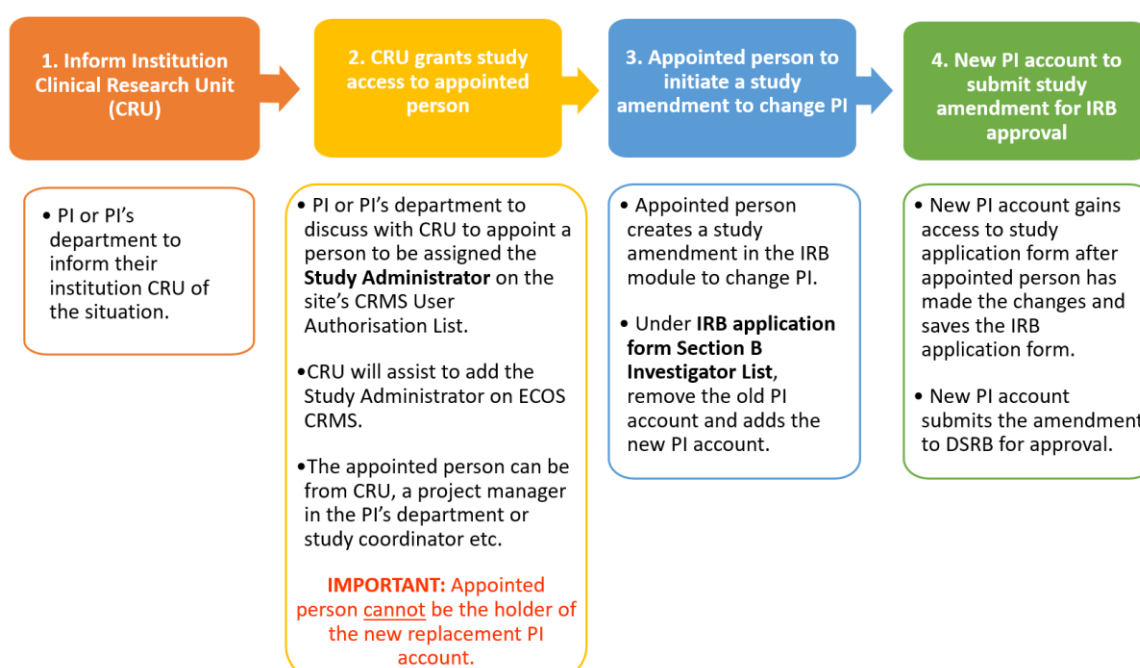 1. Inform Institution
Clinical Research Unit
(CRU)
2. CRU grants study
access to appointed
person
3. Appointed person to
initiate a study
amendment to change PI
4. New PI account to
submit study
amendment for IRB
approval
• PI or PI's
department to
inform their
institution CRU of
the situation.
• PI or PI's department to
discuss with CRU to appoint a
person to be assigned the
Study Administrator on the
site's CRMS User
Authorisation List.
•CRU will assist to add the
Study Administrator on ECOS
CRMS.
•The appointed person can be
from CRU, a project manager
in the PI's department or
study coordinator etc.
IMPORTANT: Appointed
person cannot be the holder of
the new replacement PI
account.
• Appointed person
creates a study
amendment in the IRB
module to change PI.
• Under IRB application
form Section B
Investigator List,
remove the old PI
account and adds the
new PI account.
• New PI account gains
access to study
application form after
appointed person has
made the changes and
saves the IRB
application form.
• New PI account
submits the amendment
to DSRB for approval.